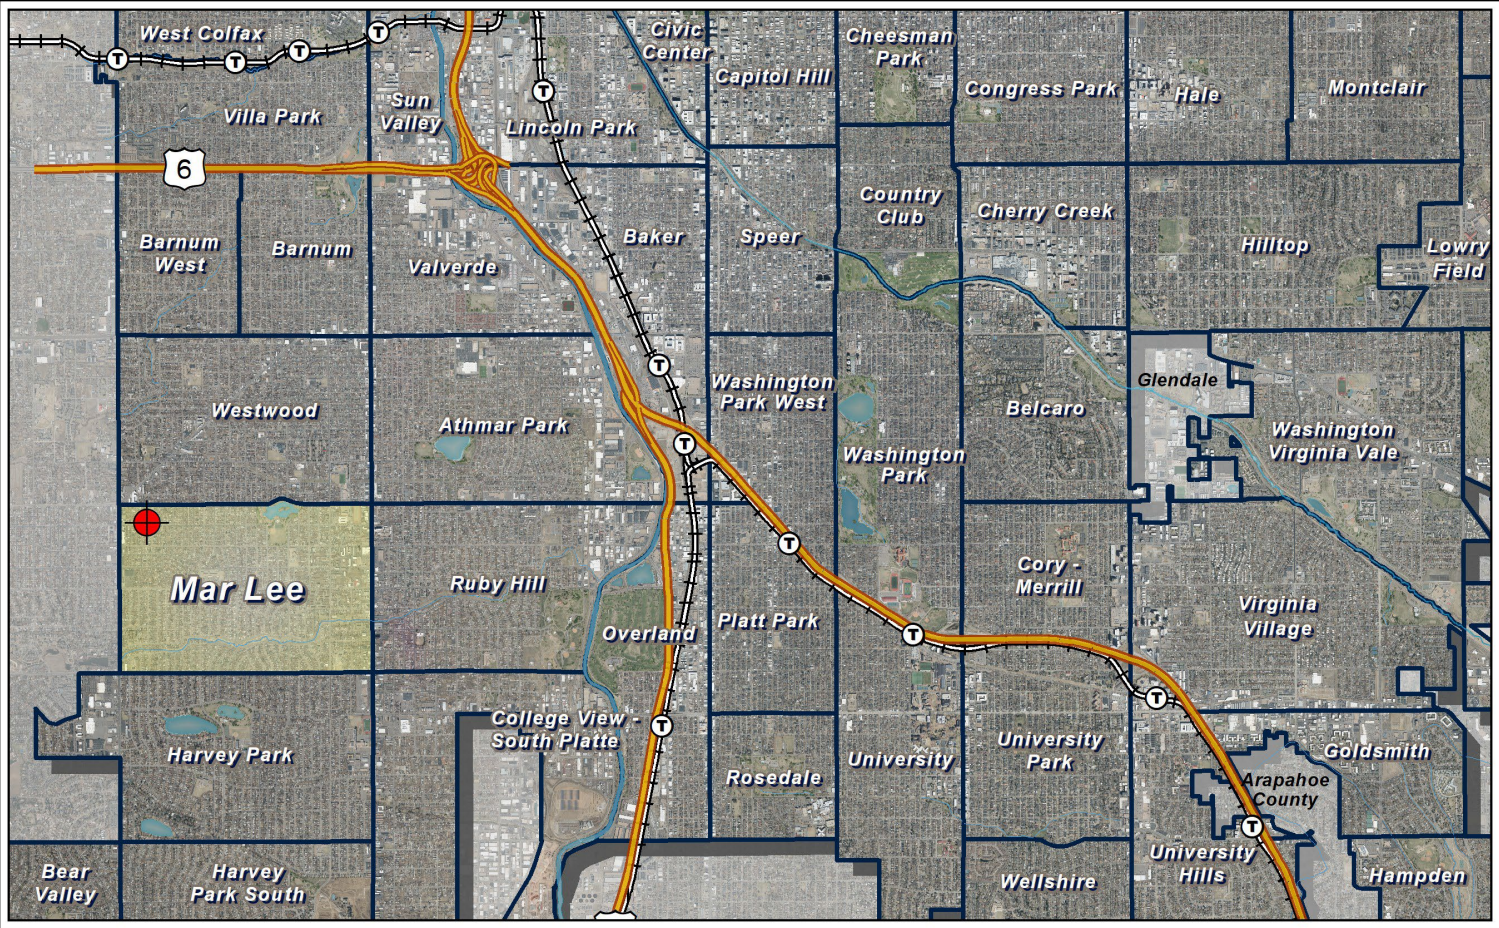 West Colfax
Civic
Center
Cheesman
Park
Capitol Hill
Congress Park
Hale
Montclair
T
T
T
T
T
Villa Park
Sun
Valley
Lincoln Park
6
Barnum
West
Barnum
Valverde
Baker
Speer
Country
Club
Cherry Creek
Hilltop
Lowry
Field
T
Westwood
Athmar Park
Washington
Park West
Washington
Park
Belcaro
Glendale
Washington
Virginia Vale
T
Mar Lee
Ruby Hill
Overland
Platt Park
T
Cory -
Merrill
Virginia
Village
T
T
Harvey Park
College View -
South Platte
T
Rosedale
University
University
Park
Goldsmith
Arapahoe
County
T
Bear
Valley
Harvey
Park South
Wellshire
University
Hills
Hampden